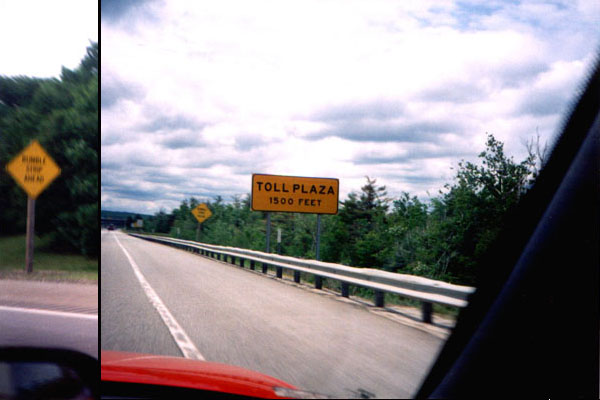 RUMBLE
STRIP
AHEAD
TOLL PLAZA
1500 FEET